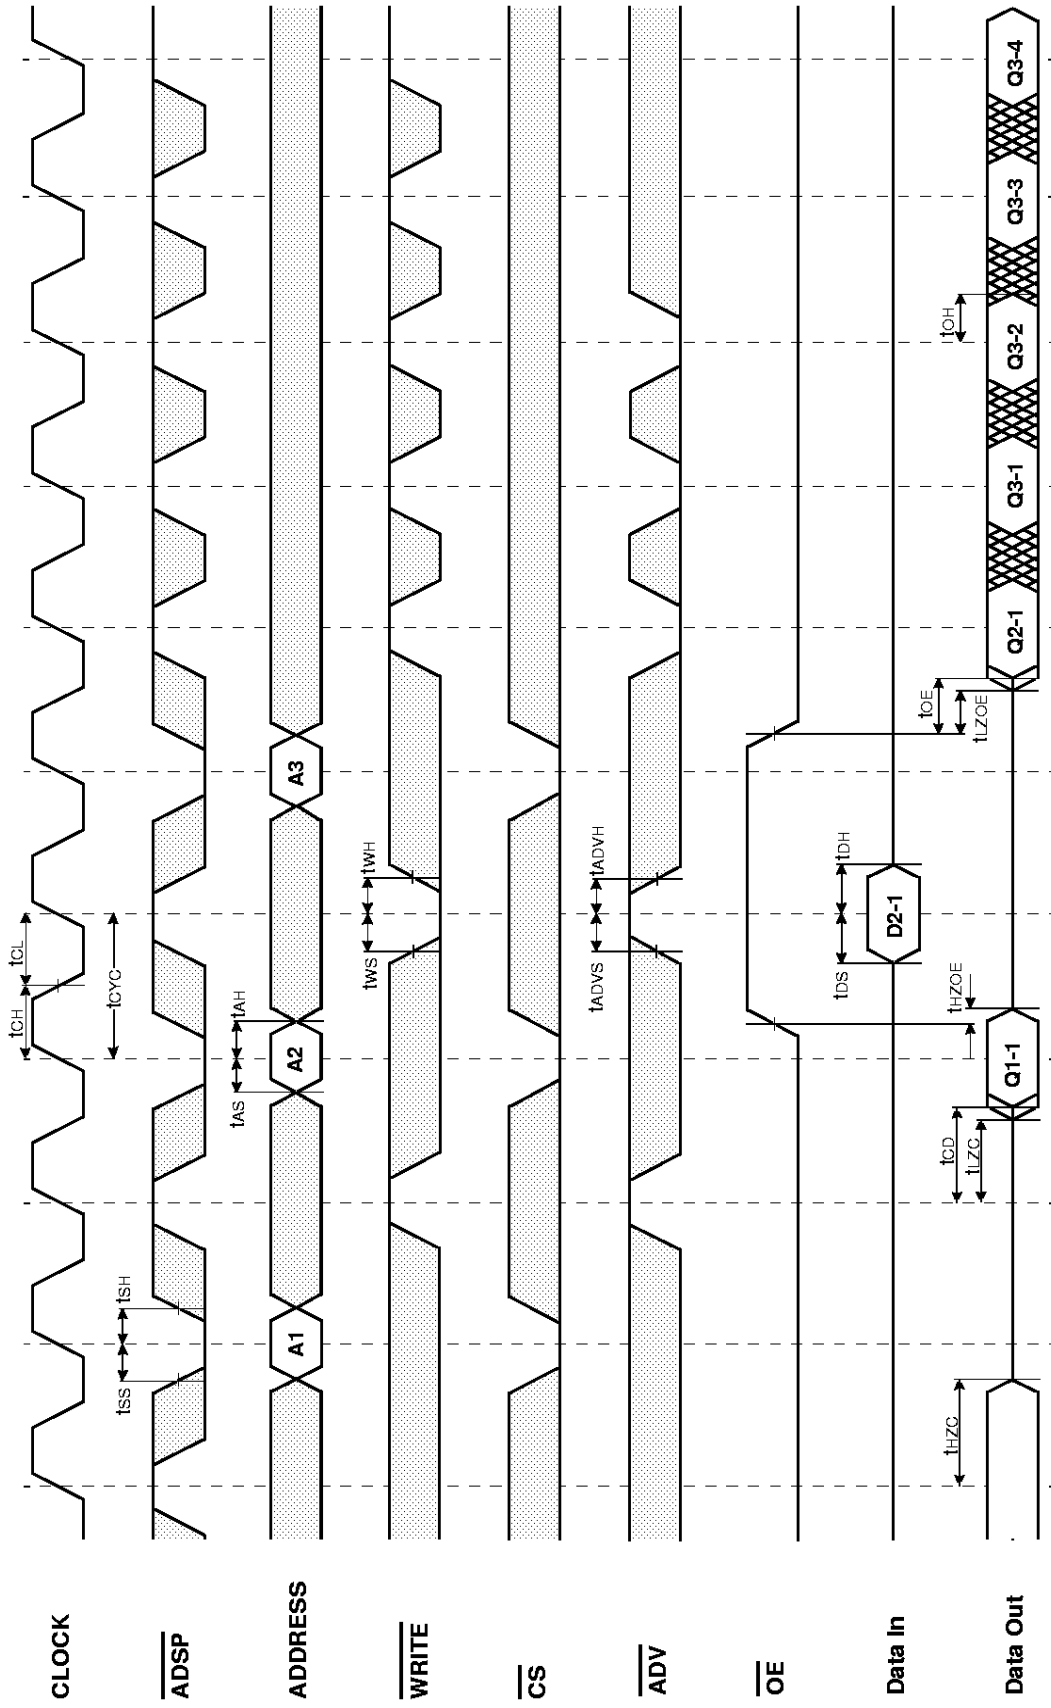 CLOCK
tCH
tCL
tCYC
ADSP
tSS
tSH
ADDRESS
A1
A2
A3
tAS
tAH
WRITE
tWS
tWH
CS
ADV
tADVS
tADVH
OE
Data In
tDS
tDH
D2-1
Data Out
tHZC
tCD
tLZC
tHZOE
tOE
tLZOE
tOH
Q1-1
Q2-1
Q3-1
Q3-2
Q3-3
Q3-4